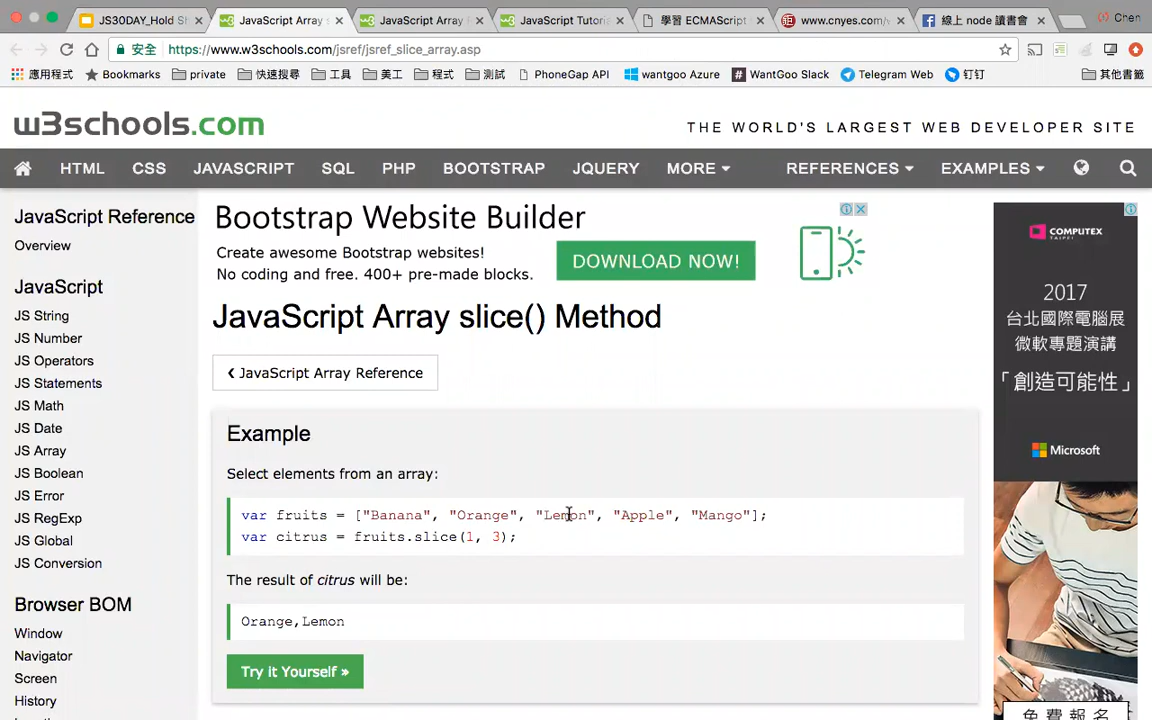 JS30DAY_Hold Sh
JavaScript Array s
JavaScript Array
JavaScript Tutoria
學習 ECMAScript
www.cnyes.com/
線上 node 讀書會
Chen
安全
https://www.w3schools.com/jsref/jsref_slice_array.asp
應用程式
Bookmarks
private
快速搜尋
工具
美工
程式
測試
PhoneGap API
wantgoo Azure
WantGoo Slack
Telegram Web
钉钉
其他書籤
w3schools.com
THE WORLD'S LARGEST WEB DEVELOPER SITE
HTML
CSS
JAVASCRIPT
SQL
PHP
BOOTSTRAP
JQUERY
MORE
REFERENCES
EXAMPLES
JavaScript Reference
Overview
JavaScript
JS String
JS Number
JS Operators
JS Statements
JS Math
JS Date
JS Array
JS Boolean
JS Error
JS RegExp
JS Global
JS Conversion
Browser BOM
Window
Navigator
Screen
History
Bootstrap Website Builder
Create awesome Bootstrap websites!
No coding and free. 400+ pre-made blocks.
DOWNLOAD NOW!
JavaScript Array slice() Method
❮ JavaScript Array Reference
Example
Select elements from an array:
var fruits = ["Banana", "Orange", "Lemon", "Apple", "Mango"];
var citrus = fruits.slice(1, 3);
The result of citrus will be:
Orange,Lemon
Try it Yourself »
COMPUTEX
TAIPEI
2017
台北國際電腦展
微軟專題演講
「創造可能性」
Microsoft
免費報名